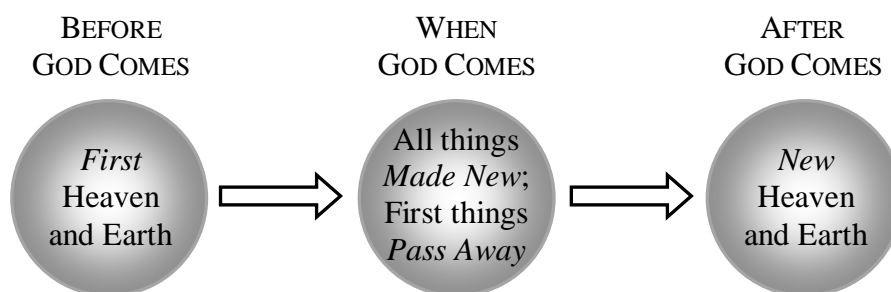 BEFORE
GOD COMES
WHEN
GOD COMES
AFTER
GOD COMES
First
Heaven
and Earth
All things
Made New;
First things
Pass Away
New
Heaven
and Earth